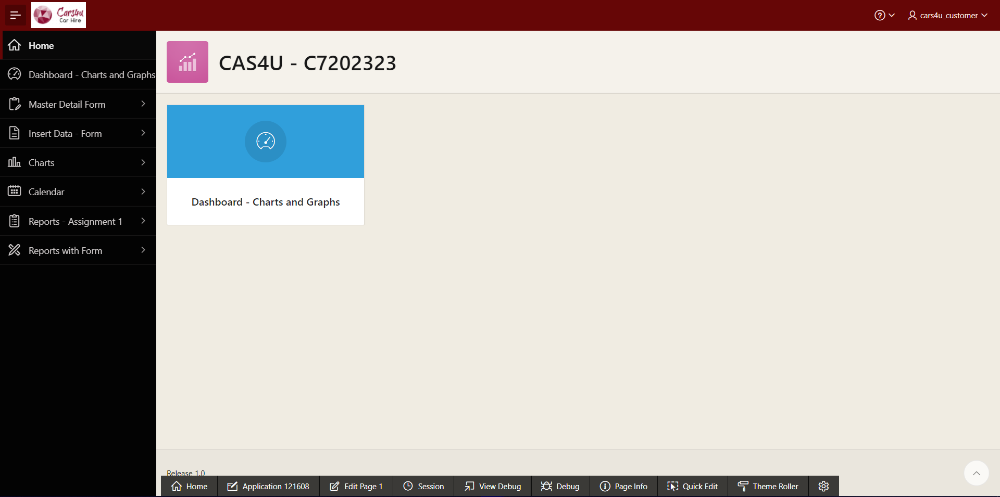 Cars4u
Car Hire
cars4u_customer
Home
Dashboard - Charts and Graphs
Master Detail Form
Insert Data - Form
Charts
Calendar
Reports - Assignment 1
Reports with Form
CAS4U - C7202323
Dashboard - Charts and Graphs
Release 1.0
Home
Application 121608
Edit Page 1
Session
View Debug
Debug
Page Info
Quick Edit
Theme Roller